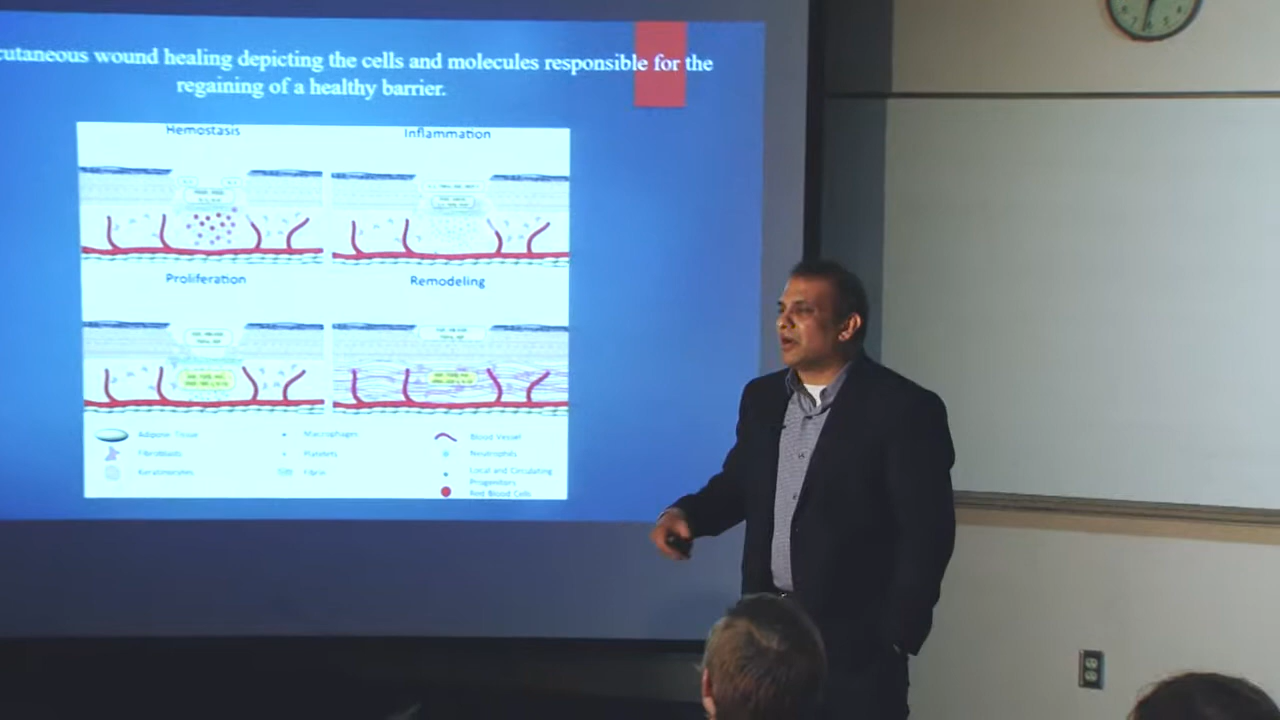 cutaneous wound healing depicting the cells and molecules responsible for the
regaining of a healthy barrier.
Hemostasis
Inflammation
Proliferation
Remodeling
Adipose Tissue
Macrophages
Blood Vessel
Fibroblasts
Platelets
Neutrophils
Keratinocytes
Fibrin
Local and Circulating
Progenitors
Red Blood Cells